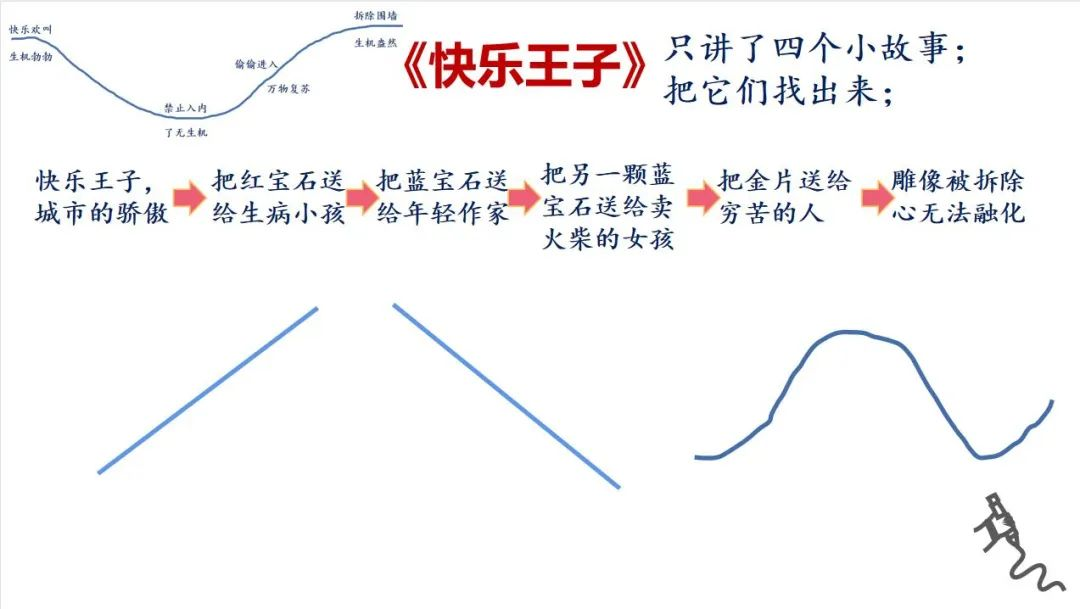 快乐欢叫
生机勃勃
禁止入内
了无生机
偷偷进入
万物复苏
拆除围墙
生机盎然
《快乐王子》
只讲了四个小故事；
把它们找出来；
快乐王子，
城市的骄傲
把红宝石送
给生病小孩
把蓝宝石送
给年轻作家
把另一颗蓝
宝石送给卖
火柴的女孩
把金片送给
穷苦的人
雕像被拆除
心无法融化